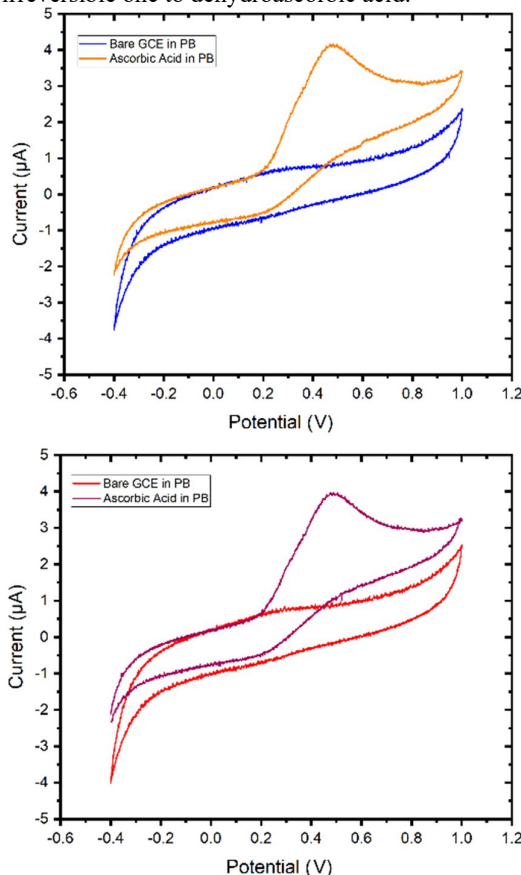 irreversible one to dehydroascorbic acid.
5
Bare GCE in PB
Ascorbic Acid in PB
4
3
2
1
0
-1
-2
-3
-4
-5
Current (μA)
-0.6 -0.4 -0.2 0.0 0.2 0.4 0.6 0.8 1.0 1.2
Potential (V)
5
Bare GCE in PB
Ascorbic Acid in PB
4
3
2
1
0
-1
-2
-3
-4
-5
Current (μA)
-0.6 -0.4 -0.2 0.0 0.2 0.4 0.6 0.8 1.0 1.2
Potential (V)